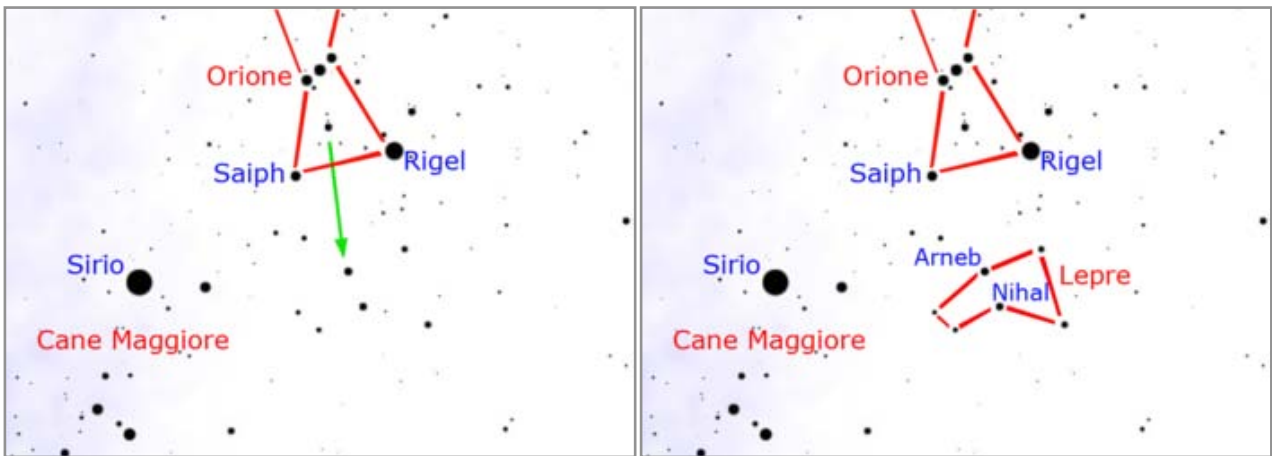 Orione
Saiph
Rigel
Sirio
Cane Maggiore
Orione
Saiph
Rigel
Arneb
Sirio
Lepre
Nihal
Cane Maggiore